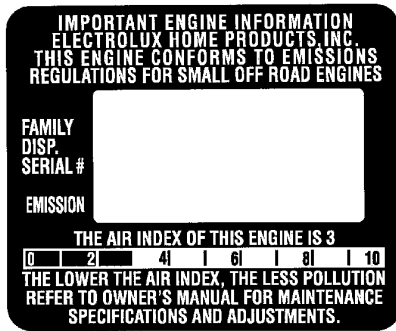 IMPORTANT ENGINE INFORMATION
ELECTROLUX HOME PRODUCTS, INC.
THIS ENGINE CONFORMS TO EMISSIONS
REGULATIONS FOR SMALL OFF ROAD ENGINES
FAMILY
DISP.
SERIAL #
EMISSION
THE AIR INDEX OF THIS ENGINE IS 3
0 2 4 6 8 10
THE LOWER THE AIR INDEX, THE LESS POLLUTION
REFER TO OWNER'S MANUAL FOR MAINTENANCE
SPECIFICATIONS AND ADJUSTMENTS.